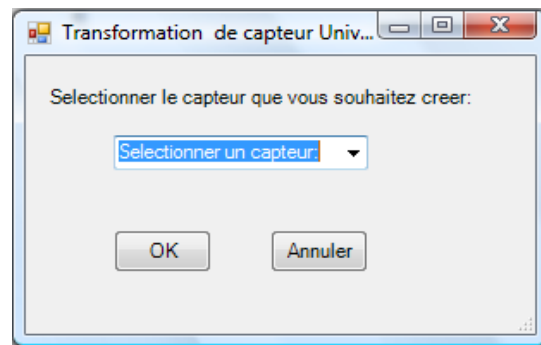 Transformation de capteur Univ...
Selectionner le capteur que vous souhaitez creer:
Selectionner un capteur:
OK
Annuler